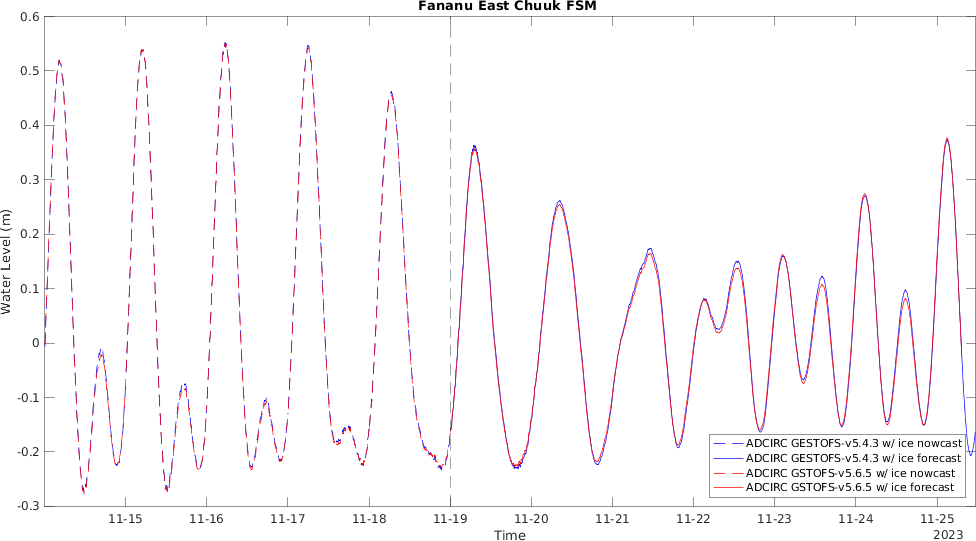 Fananu East Chuuk FSM
0.6
0.5
0.4
0.3
0.2
0.1
0
-0.1
-0.2
-0.3
Water Level (m)
11-15 11-16 11-17 11-18 11-19 11-20 11-21 11-22 11-23 11-24 11-25
2023
Time
ADCIRC GESTOFS-v5.4.3 w/ ice nowcast
ADCIRC GESTOFS-v5.4.3 w/ ice forecast
ADCIRC GSTOFS-v5.6.5 w/ ice nowcast
ADCIRC GSTOFS-v5.6.5 w/ ice forecast